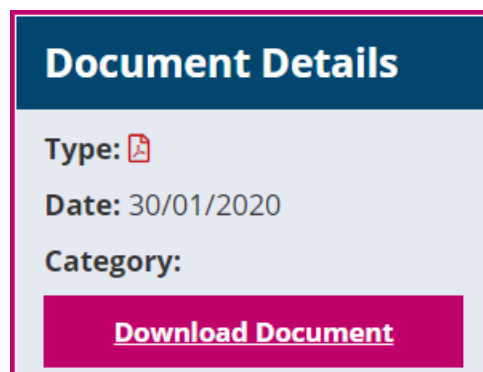 Document Details
Type:
Date: 30/01/2020
Category:
Download Document